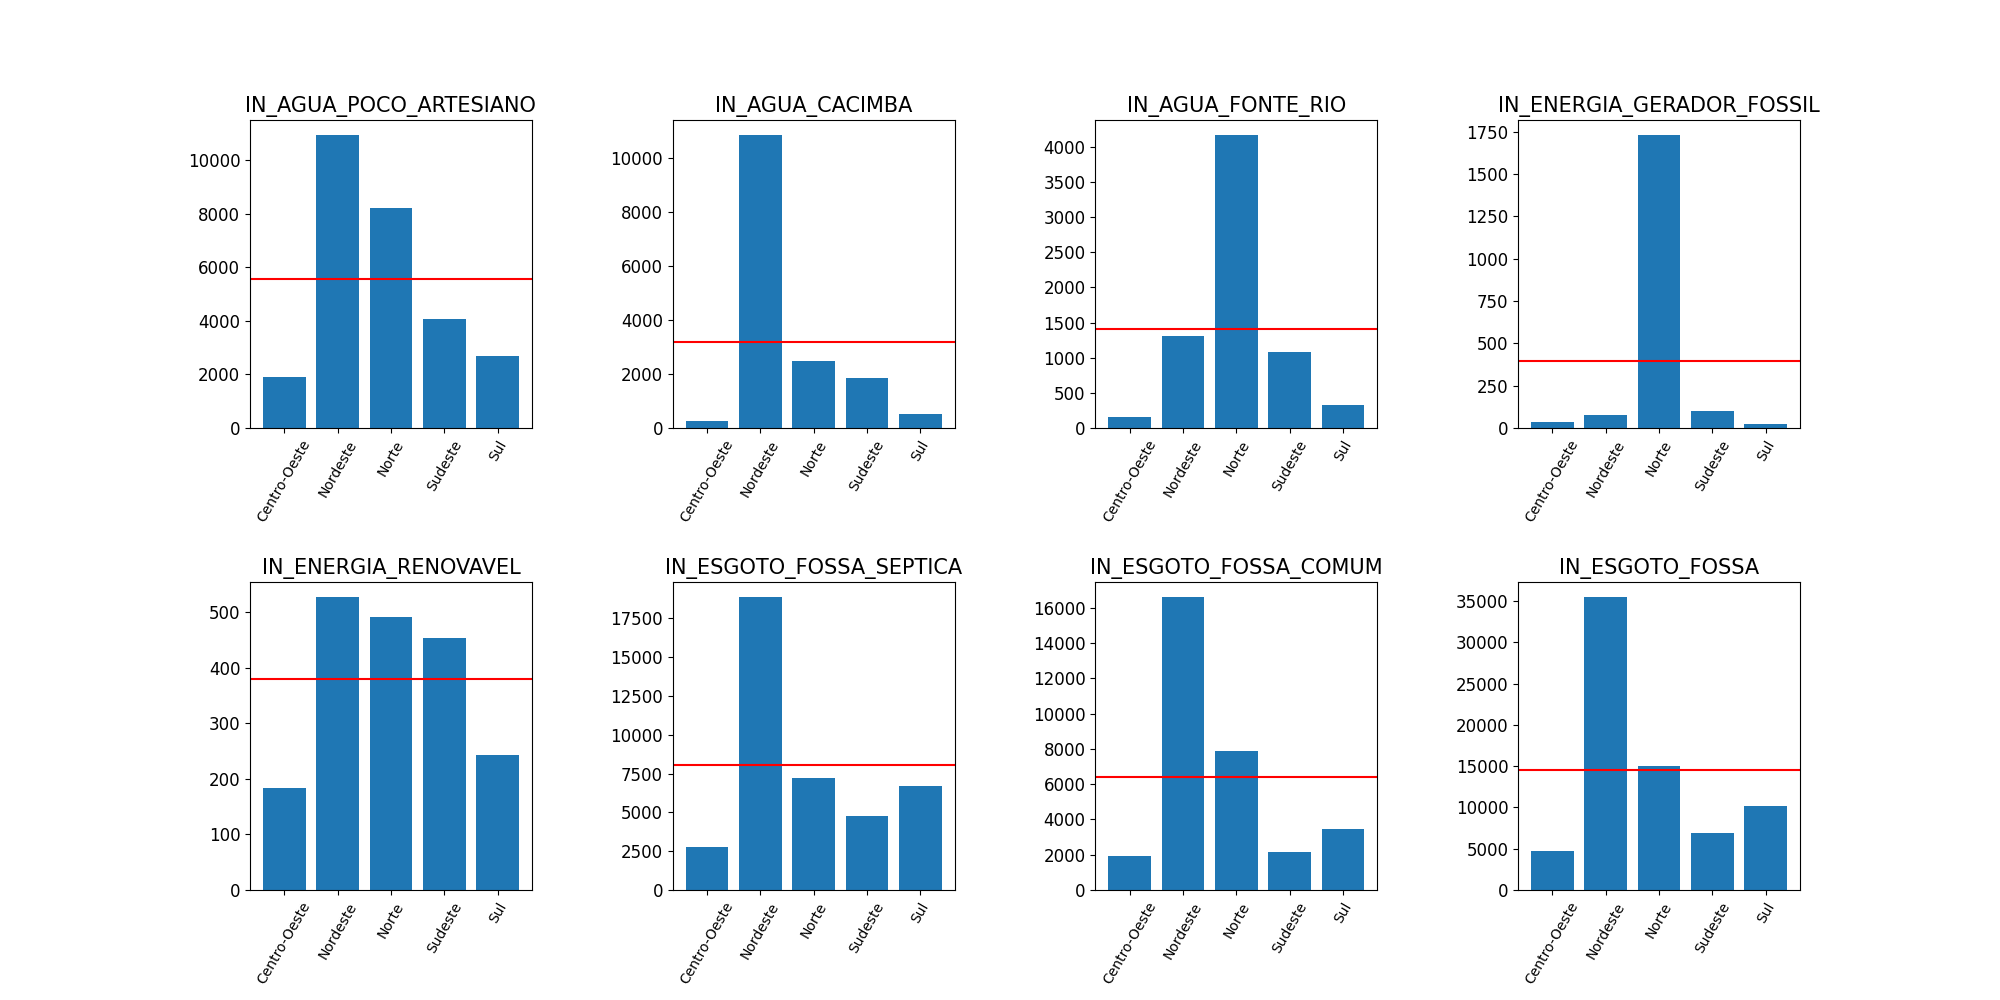 IN_AGUA_POCO_ARTESIANO
10000
8000
6000
4000
2000
0
Centro-Oeste
Nordeste
Norte
Sudeste
Sul
IN_AGUA_CACIMBA
10000
8000
6000
4000
2000
0
Centro-Oeste
Nordeste
Norte
Sudeste
Sul
IN_AGUA_FONTE_RIO
4000
3500
3000
2500
2000
1500
1000
500
0
Centro-Oeste
Nordeste
Norte
Sudeste
Sul
IN_ENERGIA_GERADOR_FOSSIL
1750
1500
1250
1000
750
500
250
0
Centro-Oeste
Nordeste
Norte
Sudeste
Sul
IN_ENERGIA_RENOVAVEL
500
400
300
200
100
0
Centro-Oeste
Nordeste
Norte
Sudeste
Sul
IN_ESGOTO_FOSSA_SEPTICA
17500
15000
12500
10000
7500
5000
2500
0
Centro-Oeste
Nordeste
Norte
Sudeste
Sul
IN_ESGOTO_FOSSA_COMUM
16000
14000
12000
10000
8000
6000
4000
2000
0
Centro-Oeste
Nordeste
Norte
Sudeste
Sul
IN_ESGOTO_FOSSA
35000
30000
25000
20000
15000
10000
5000
0
Centro-Oeste
Nordeste
Norte
Sudeste
Sul